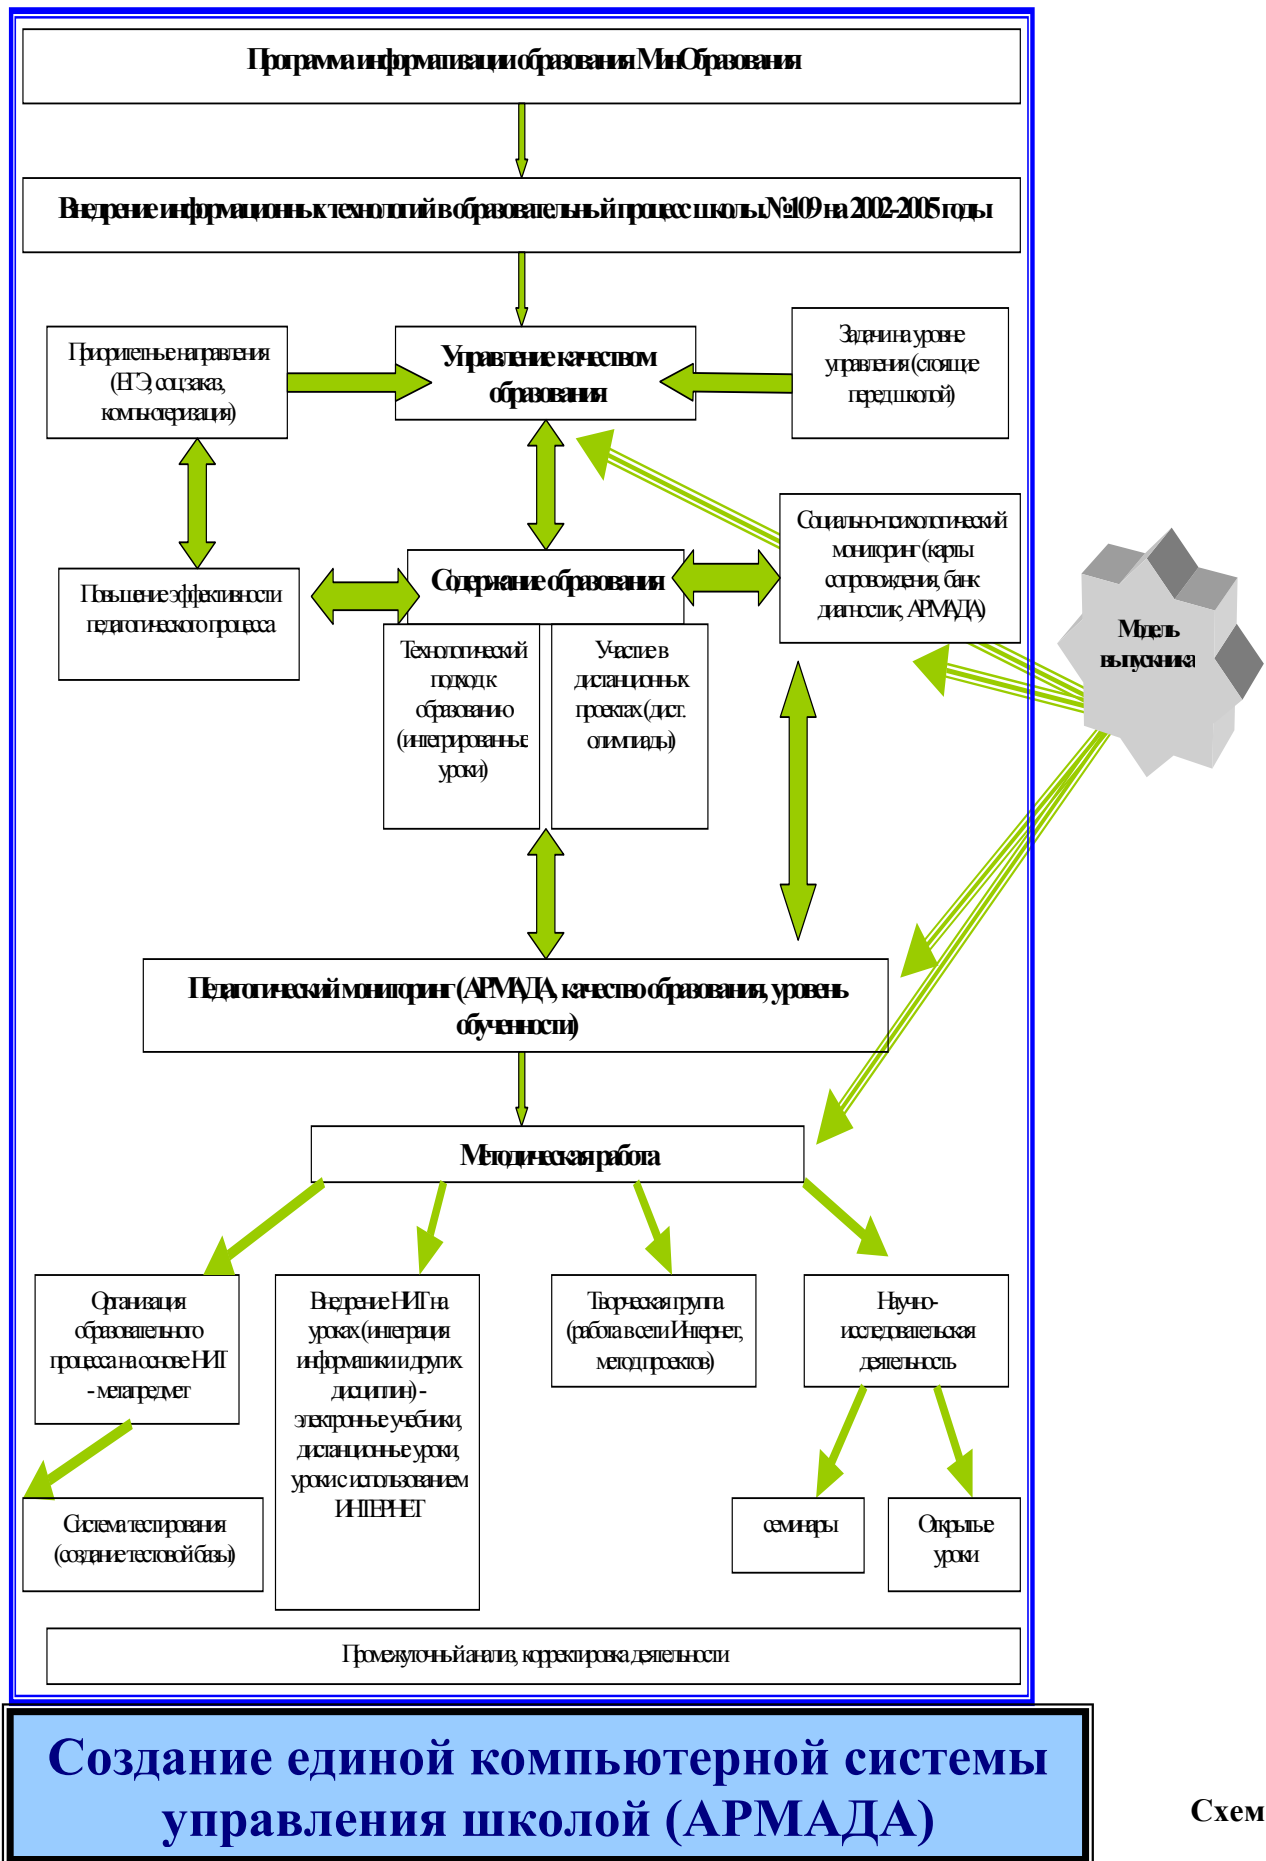 Программа информатизации образования МинОбразования
Внедрение информационных технологий в образовательный процесс школы №109 на 2002-2005 годы
Приоритетные направления
(ЕГЭ, соц.заказ,
компьютеризация)
Управление качеством
образования
Задачи на уровне
управления (стоящие
перед школой)
Социально-психологический
мониторинг (карты
сопровождения, банк
диагностик, АРМАДА)
Повышение эффективности
педагогического процесса
Содержание образования
Модель
выпускника
Технологический
подход к
образованию
(интегрированные
уроки)
Участие в
дистанционных
проектах (дист.
олимпиады)
Педагогический мониторинг (АРМАДА, качество образования, уровень
обученности)
Методическая работа
Организация
образовательного
процесса на основе НИТ
- метапредмет
Внедрение НИТ на
уроках (интеграция
информатики и других
дисциплин) -
электронные учебники,
дистанционные уроки,
уроки с использованием
ИНТЕРНЕТ
Творческая группа
(работа в сети Интернет,
метод проектов)
Научно-
исследовательская
деятельность
Система тестирования
(создание тестовой базы)
семинары
Открытые
уроки
Промежуточный анализ, корректировка деятельности
Создание единой компьютерной системы
управления школой (АРМАДА)
Схем